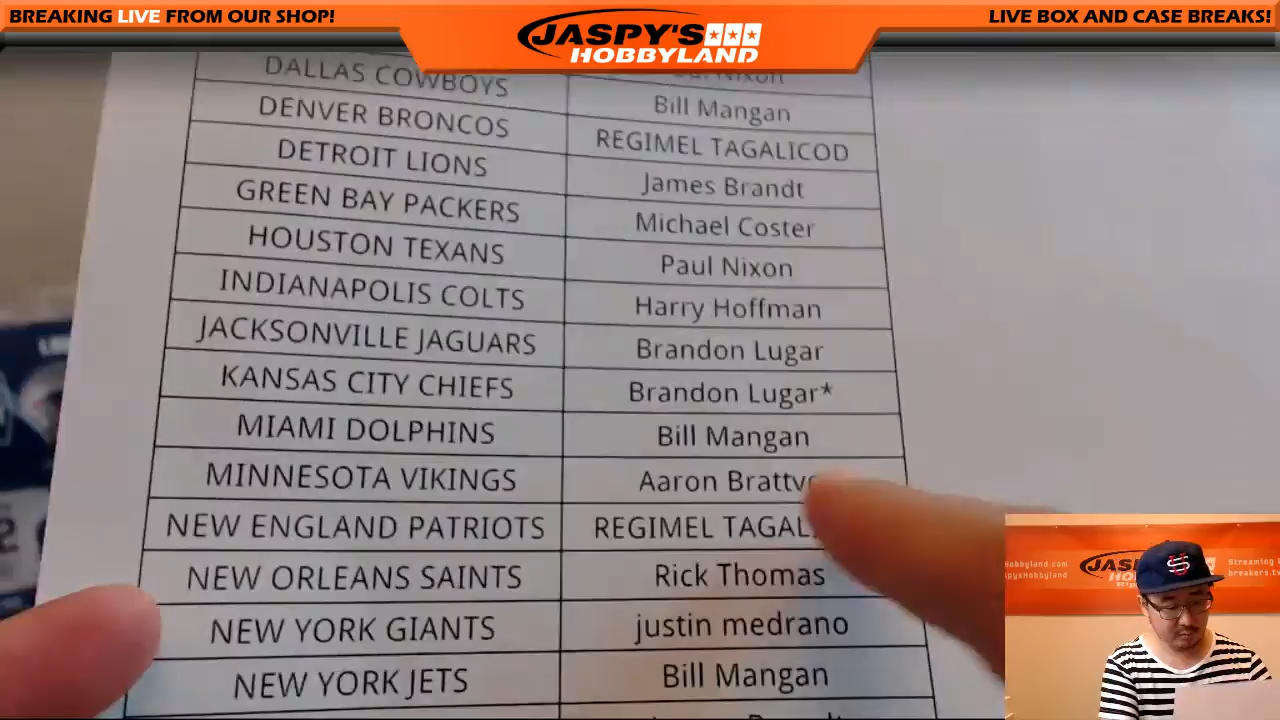 BREAKING LIVE FROM OUR SHOP!
JASPY'S
HOBBYLAND
LIVE BOX AND CASE BREAKS!
DALLAS COWBOYS Nixon
DENVER BRONCOS Bill Mangan
DETROIT LIONS REGIMEL TAGALICOD
GREEN BAY PACKERS James Brandt
HOUSTON TEXANS Michael Coster
INDIANAPOLIS COLTS Paul Nixon
JACKSONVILLE JAGUARS Harry Hoffman
KANSAS CITY CHIEFS Brandon Lugar
MIAMI DOLPHINS Brandon Lugar*
MINNESOTA VIKINGS Bill Mangan
NEW ENGLAND PATRIOTS Aaron
NEW ORLEANS SAINTS REGIMEL
NEW YORK GIANTS Rick Thomas
NEW YORK JETS justin medrano
Bill Mangan